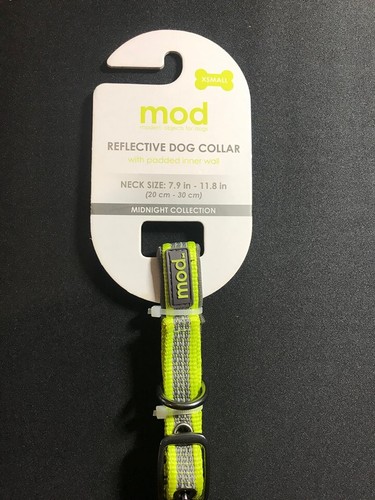 XSMALL
mod
modern objects for dogs
REFLECTIVE DOG COLLAR
with padded inner wall
NECK SIZE: 7.9 in - 11.8 in
(20 cm - 30 cm)
MIDNIGHT COLLECTION
mod